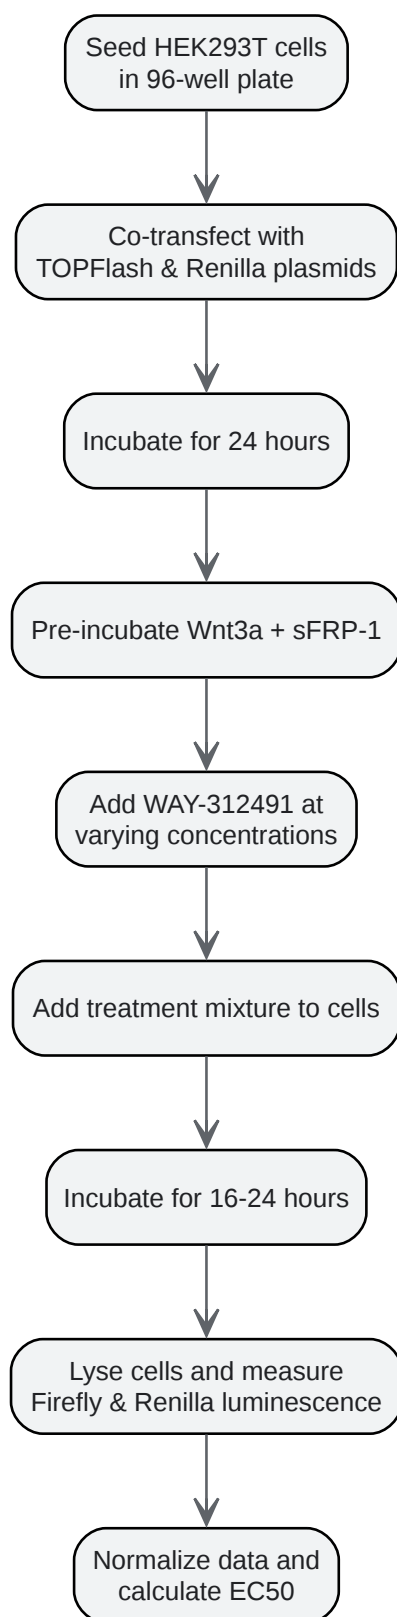 Seed HEK293T cells
in 96-well plate
Co-transfect with
TOPFlash & Renilla plasmids
Incubate for 24 hours
Pre-incubate Wnt3a + sFRP-1
Add WAY-312491 at
varying concentrations
Add treatment mixture to cells
Incubate for 16-24 hours
Lyse cells and measure
Firefly & Renilla luminescence
Normalize data and
calculate EC50